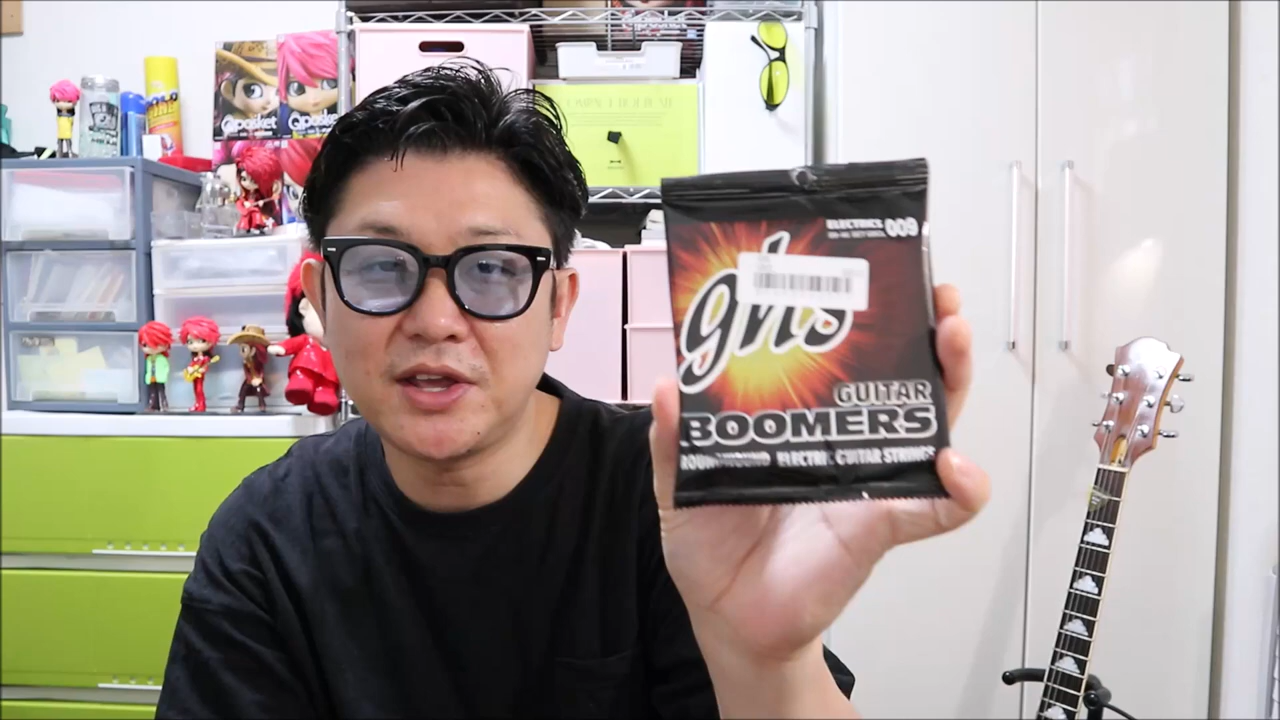 Qposket
Qposket
ELECTRICS
009
ghs
GUITAR
BOOMERS
ROUNDWOUND ELECTRIC GUITAR STRINGS